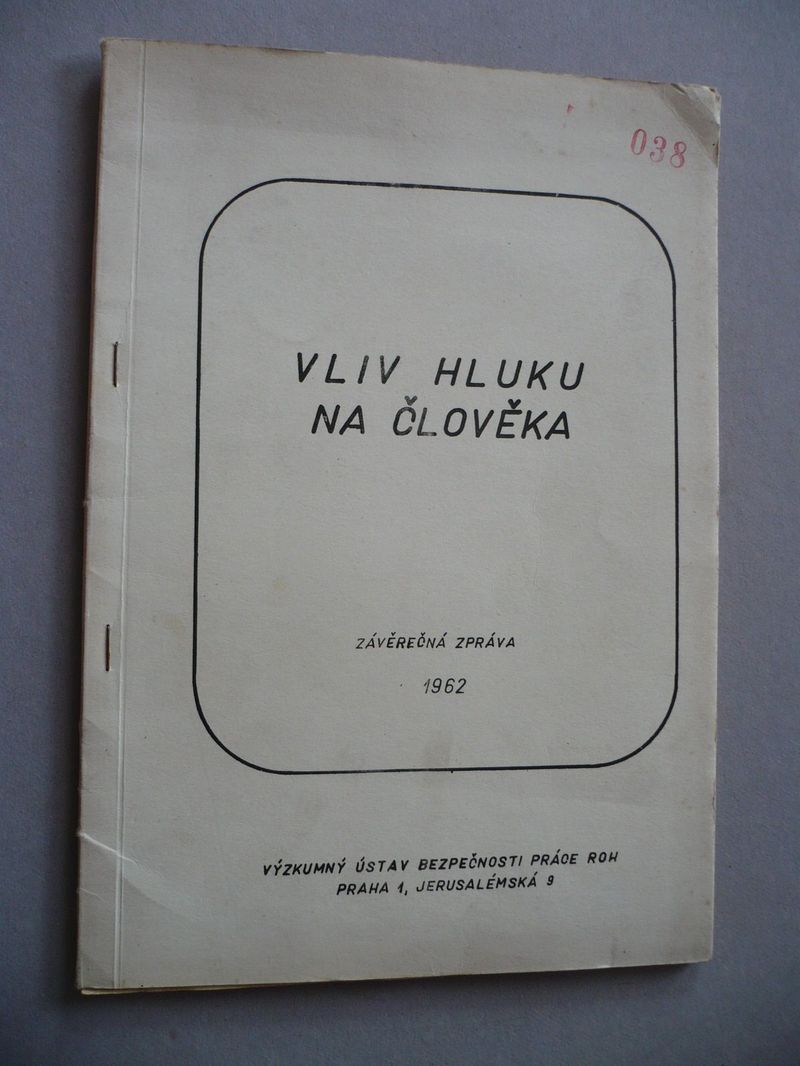 038
VLIV HLUKU
NA ČLOVĚKA
ZÁVĚREČNÁ ZPRÁVA
1962
VÝZKUMNÝ ÚSTAV BEZPEČNOSTI PRÁCE ROH
PRAHA 1, JERUSALÉMSKÁ 9